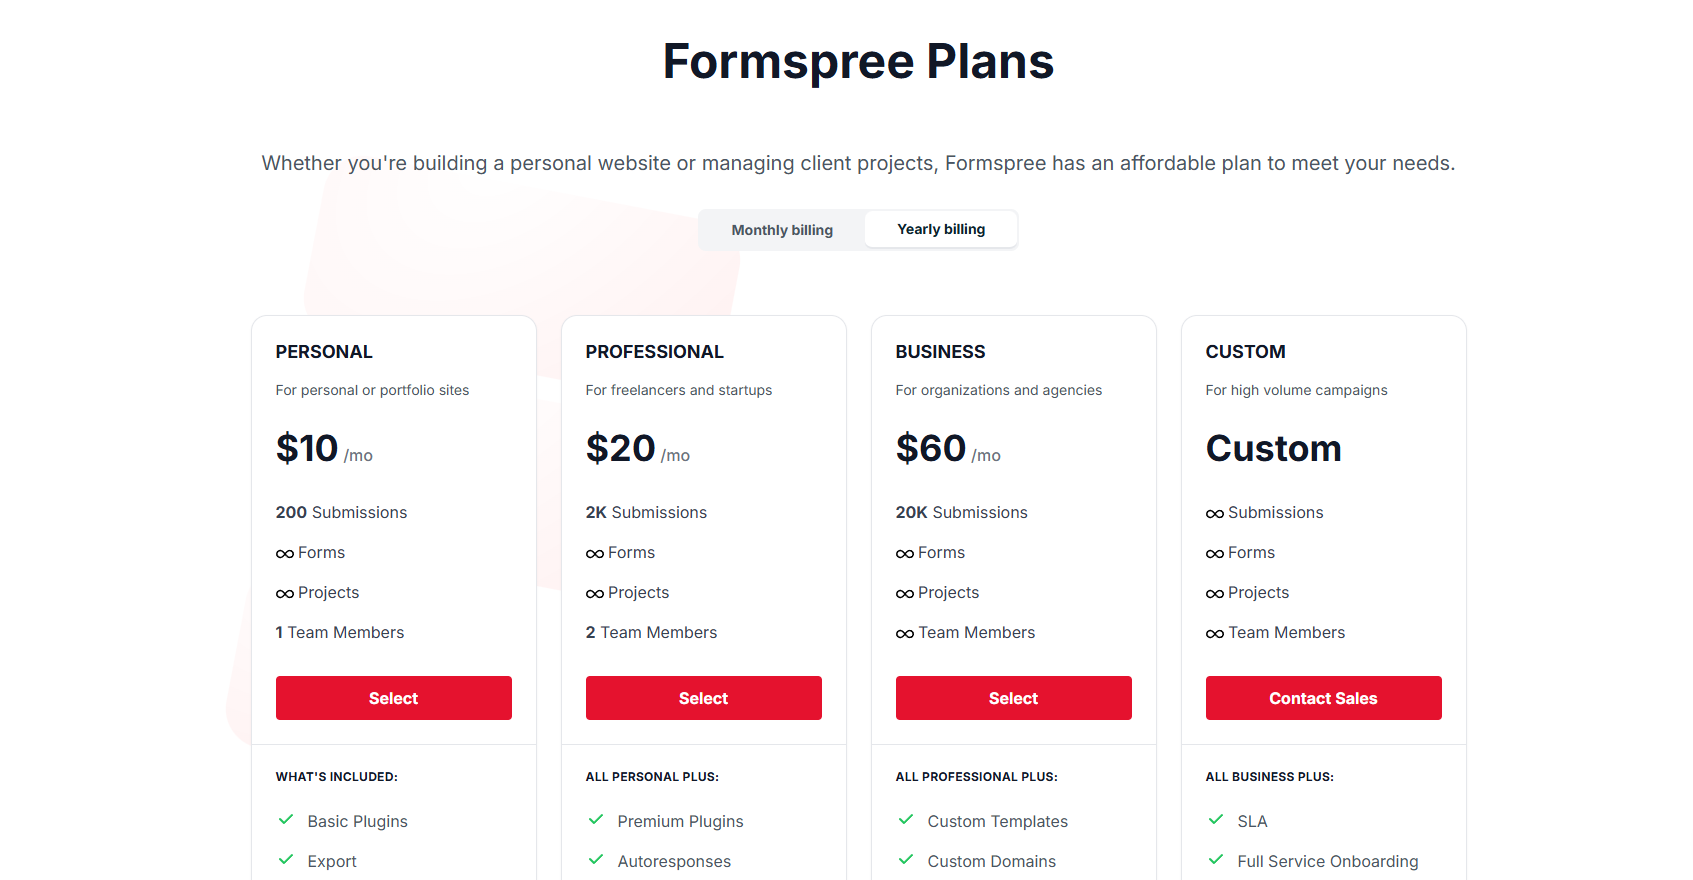 Formspree Plans
Whether you're building a personal website or managing client projects, Formspree has an affordable plan to meet your needs.
Monthly billing
Yearly billing
PERSONAL
For personal or portfolio sites
$10 /mo
200 Submissions
∞ Forms
∞ Projects
1 Team Members
Select
WHAT'S INCLUDED:
✓ Basic Plugins
✓ Export
PROFESSIONAL
For freelancers and startups
$20 /mo
2K Submissions
∞ Forms
∞ Projects
2 Team Members
Select
ALL PERSONAL PLUS:
✓ Premium Plugins
✓ Autoresponses
BUSINESS
For organizations and agencies
$60 /mo
20K Submissions
∞ Forms
∞ Projects
∞ Team Members
Select
ALL PROFESSIONAL PLUS:
✓ Custom Templates
✓ Custom Domains
CUSTOM
For high volume campaigns
Custom
∞ Submissions
∞ Forms
∞ Projects
∞ Team Members
Contact Sales
ALL BUSINESS PLUS:
✓ SLA
✓ Full Service Onboarding